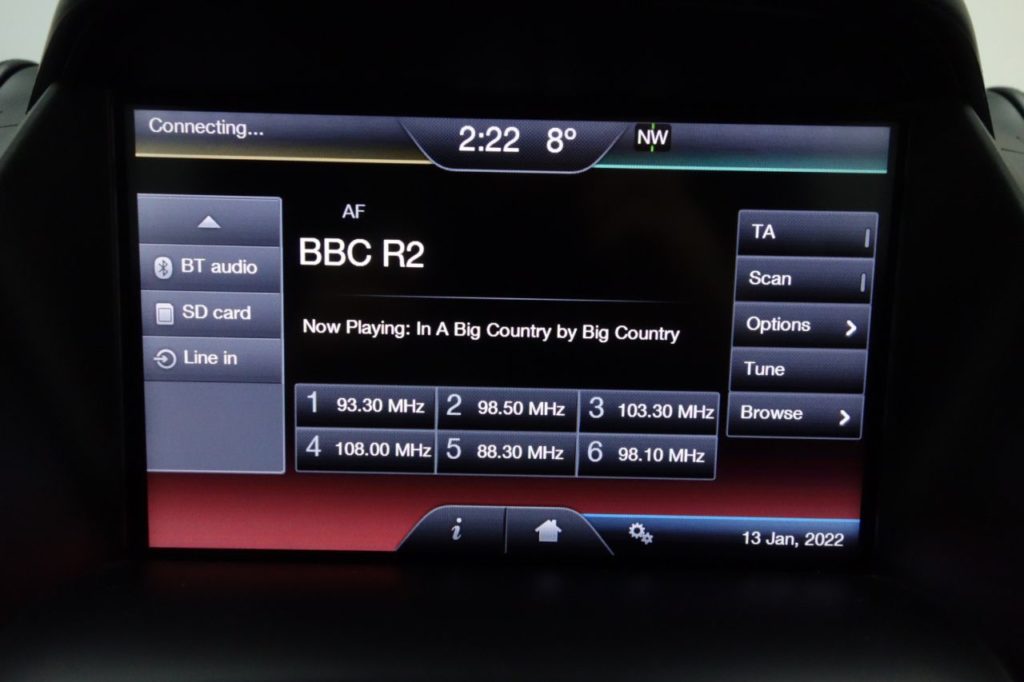 Connecting...
2:22 8° NW
BT audio
SD card
Line in
AF
BBC R2
Now Playing: In A Big Country by Big Country
1 93.30 MHz 2 98.50 MHz 3 103.30 MHz
4 108.00 MHz 5 88.30 MHz 6 98.10 MHz
TA
Scan
Options
Tune
Browse
i
13 Jan, 2022